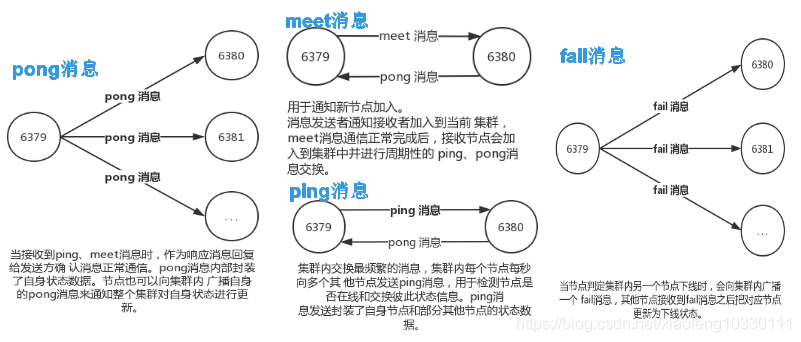 pong消息
6379
pong 消息
6380
pong 消息
6381
pong 消息
...
当接收到ping、meet消息时，作为响应消息回复
给发送方确 认消息正常通信。pong消息内部封装
了自身状态数据。节点也可以向集群内 广播自身
的pong消息来通知整个集群对自身状态进行更
新。
meet消息
6379
meet 消息
pong 消息
6380
用于通知新节点加入。
消息发送者通知接收者加入到当前 集群，
meet消息通信正常完成后，接收节点会加
入到集群中并进行周期性的 ping、pong消
息交换。
ping消息
6379
ping 消息
pong 消息
6380
集群内交换最频繁的消息，集群内每个节点每秒
向多个其 他节点发送ping消息，用于检测节点是
否在线和交换彼此状态信息。ping消
息发送封装了自身节点和部分其他节点的状态数
据。
fail消息
6379
fail 消息
6380
fail 消息
6381
fail 消息
...
当节点判定集群内另一个节点下线时，会向集群内广播
一个 fail消息，其他节点接收到fail消息之后把对应节点
更新为下线状态。
https://blog.csdn.net/xiaofeng10330111